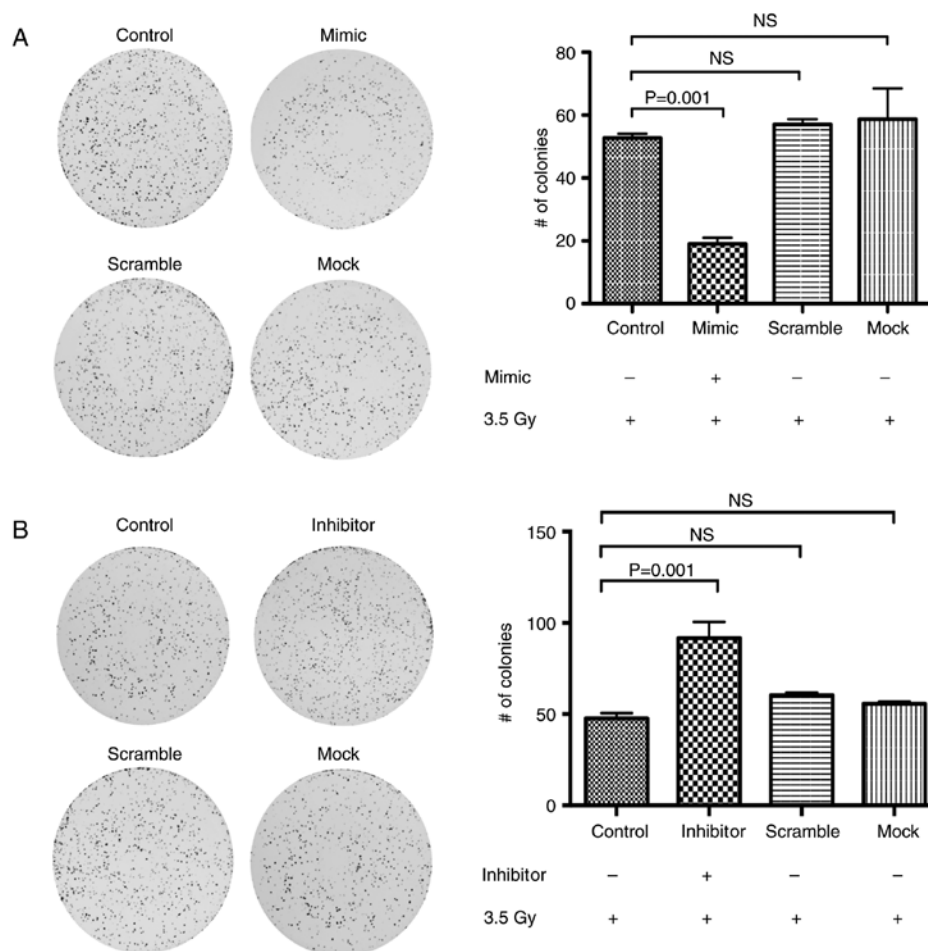 A
Control
Mimic
Scramble
Mock
NS
NS
P=0.001
# of colonies
80
60
40
20
0
Control Mimic Scramble Mock
Mimic − + − −
3.5 Gy + + + +
B
Control
Inhibitor
Scramble
Mock
NS
NS
P=0.001
# of colonies
150
100
50
0
Control Inhibitor Scramble Mock
Inhibitor − + − −
3.5 Gy + + + +